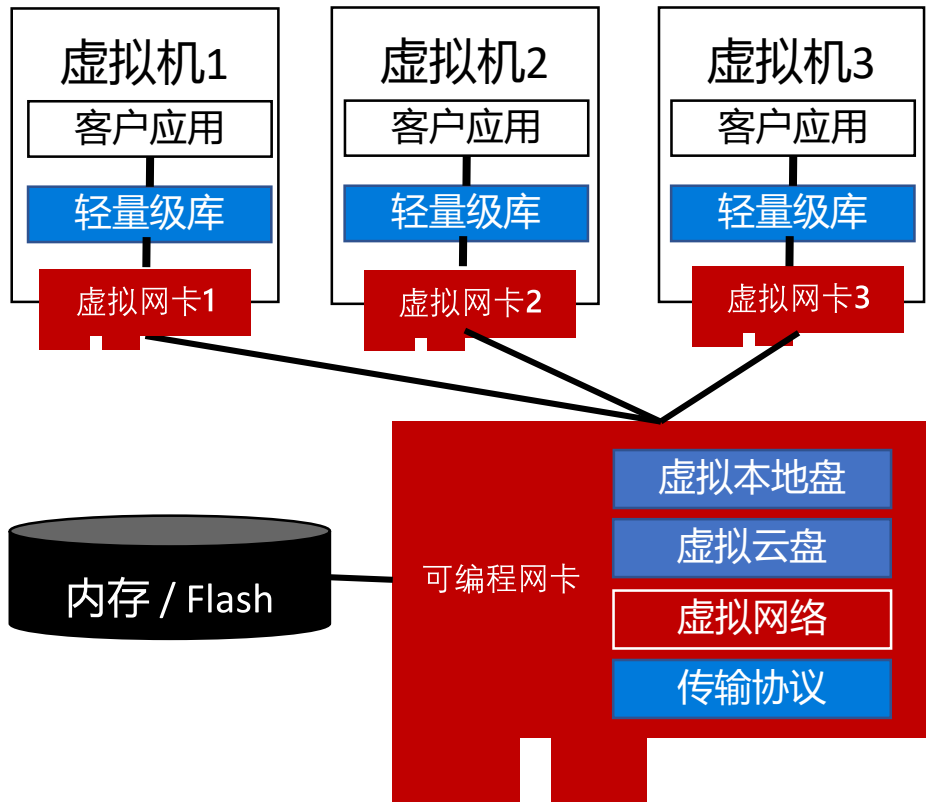 虚拟机1
客户应用
轻量级库
虚拟网卡1
虚拟机2
客户应用
轻量级库
虚拟网卡2
虚拟机3
客户应用
轻量级库
虚拟网卡3
内存 / Flash
可编程网卡
虚拟本地盘
虚拟云盘
虚拟网络
传输协议